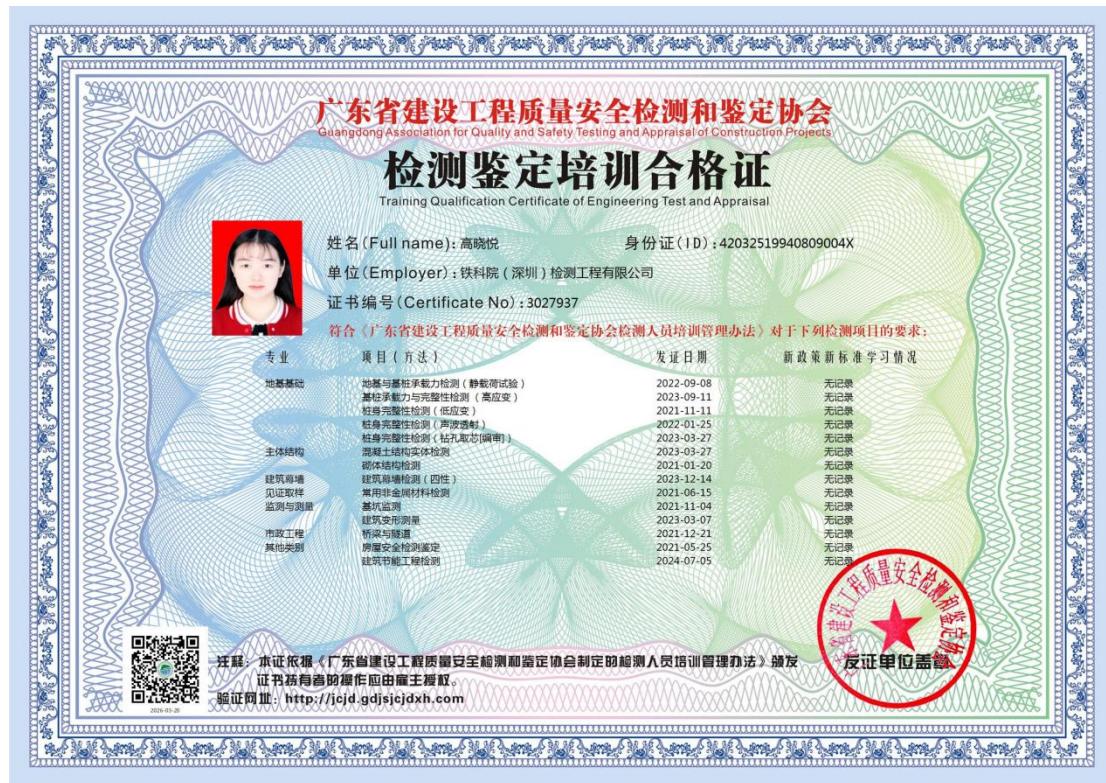 广东省建设工程质量安全检测和鉴定协会
Guangdong Association for Quality and Safety Testing and Appraisal of Construction Projects
检测鉴定培训合格证
Training Qualification Certificate of Engineering Test and Appraisal
姓名(Full name): 高晓悦 身份证(ID): 42032519940809004X
单位(Employer): 铁科院(深圳)检测工程有限公司
证书编号(Certificate No): 3027937
符合《广东省建设工程质量安全检测和鉴定协会检测人员培训管理办法》对于下列检测项目的要求:
专业 项目(方法) 发证日期 新政策新标准学习情况
地基基础 地基与基桩承载力检测(静载荷试验) 2022-09-08 无记录
基桩承载力与完整性检测(高应变) 2023-09-11 无记录
桩身完整性检测(低应变) 2021-11-11 无记录
桩身完整性检测(声波透射) 2022-01-25 无记录
桩身完整性检测(钻孔取芯[编审]) 2023-03-27 无记录
主体结构 混凝土结构实体检测 2023-03-27 无记录
砌体结构检测 2021-01-20 无记录
建筑幕墙 建筑幕墙检测(四性) 2023-12-14 无记录
见证取样 常用非金属材料检测 2021-06-15 无记录
监测与测量 基坑监测 2021-11-04 无记录
建筑变形测量 2023-03-07 无记录
市政工程 桥梁与隧道 2021-12-21 无记录
其他类别 房屋安全检测鉴定 2021-05-25 无记录
建筑节能工程检测 2024-07-05 无记录
广东省建设工程质量安全检测和鉴定协会
发证单位盖章
注释: 本证依据《广东省建设工程质量安全检测和鉴定协会制定的检测人员培训管理办法》颁发
证书持有者的操作应由雇主授权。
验证网址: http://jcjd.gdjsjcjdxh.com
2026-03-20